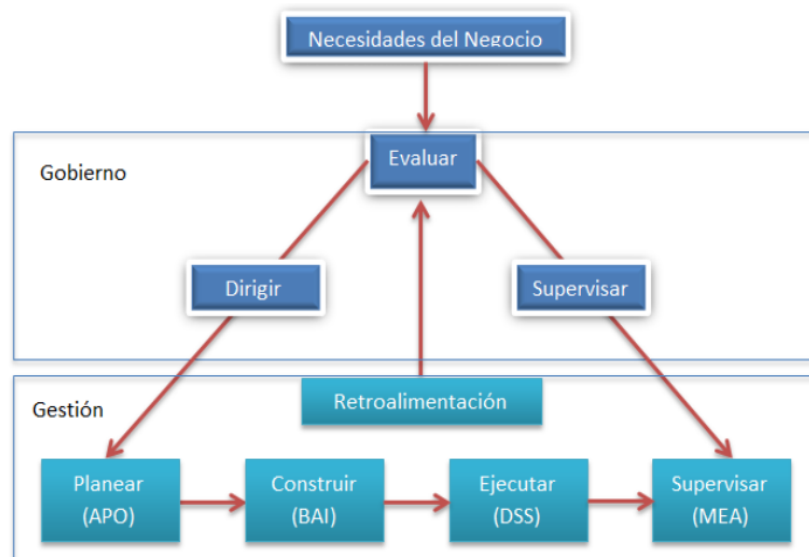 Necesidades del Negocio
Evaluar
Gobierno
Dirigir
Supervisar
Retroalimentación
Gestión
Planear
(APO)
Construir
(BAI)
Ejecutar
(DSS)
Supervisar
(MEA)